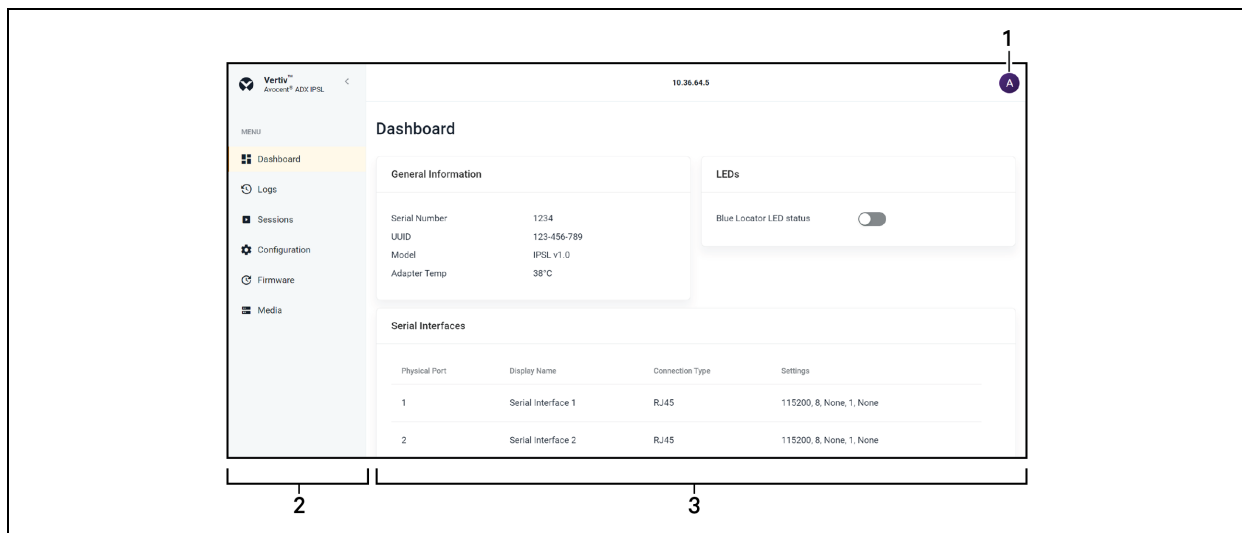 1
Vertiv™
Avocent® ADX IPSL
10.36.64.5
A
MENU
Dashboard
Logs
Sessions
Configuration
Firmware
Media
Dashboard
General Information
Serial Number 1234
UUID 123-456-789
Model IPSL v1.0
Adapter Temp 38°C
LEDs
Blue Locator LED status
Serial Interfaces
Physical Port Display Name Connection Type Settings
1 Serial Interface 1 RJ45 115200, 8, None, 1, None
2 Serial Interface 2 RJ45 115200, 8, None, 1, None
2
3